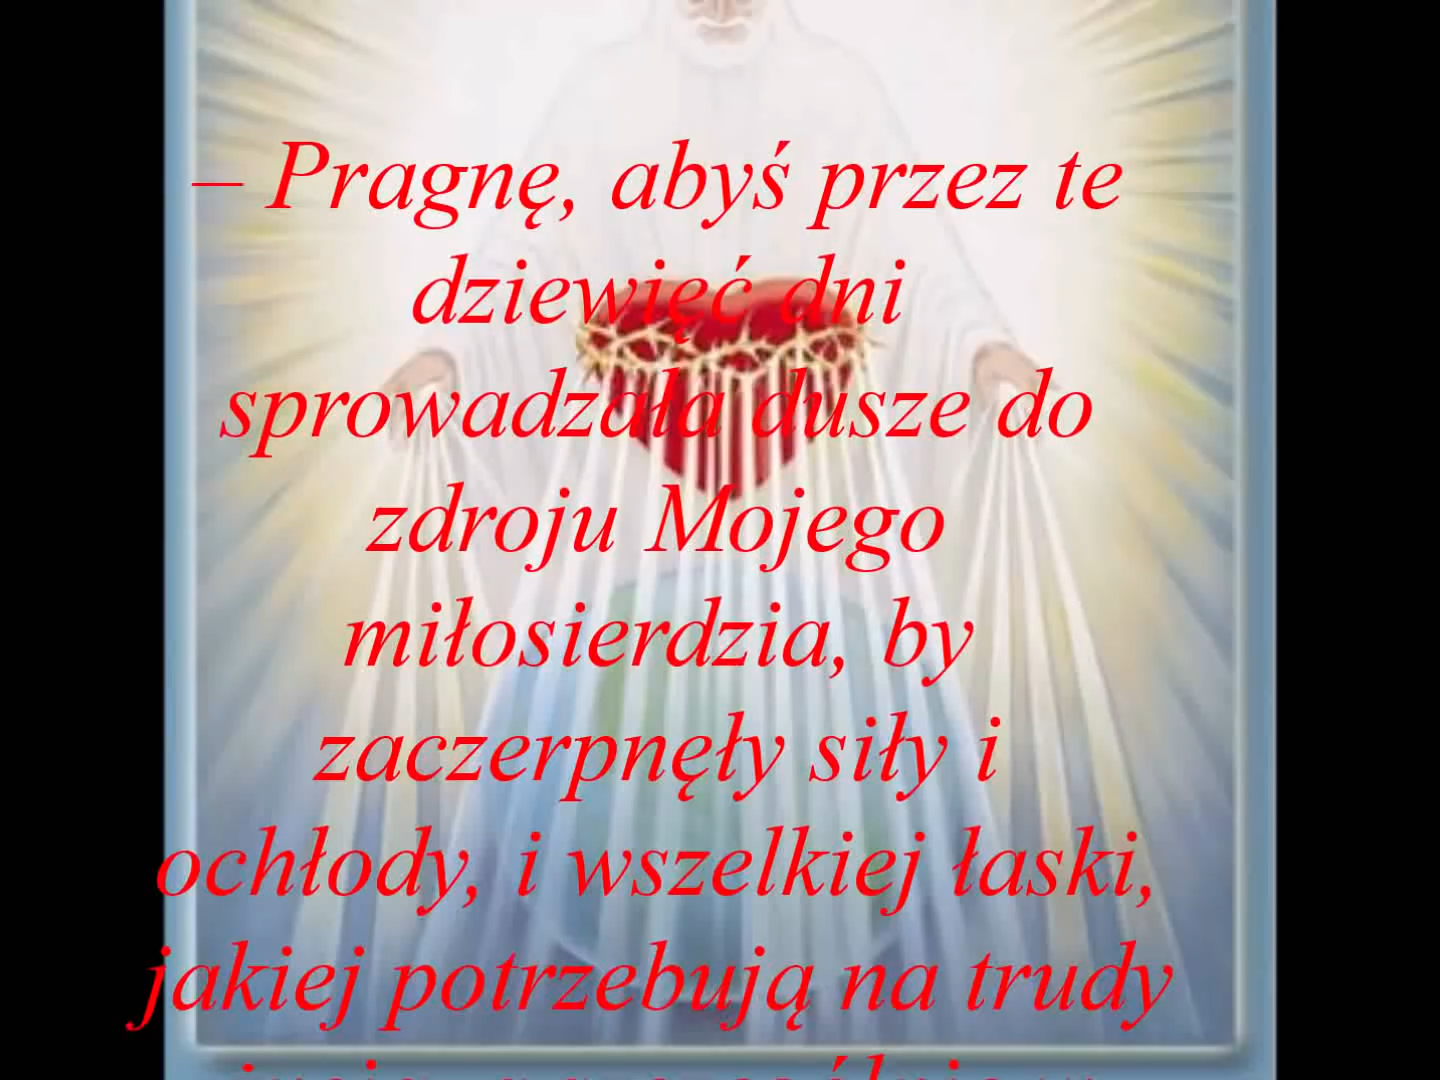 – Pragnę, abyś przez te
dziewięć dni
sprowadzała dusze do
zdroju Mojego
miłosierdzia, by
zaczerpnęły siły i
ochłody, i wszelkiej łaski,
jakiej potrzebują na trudy